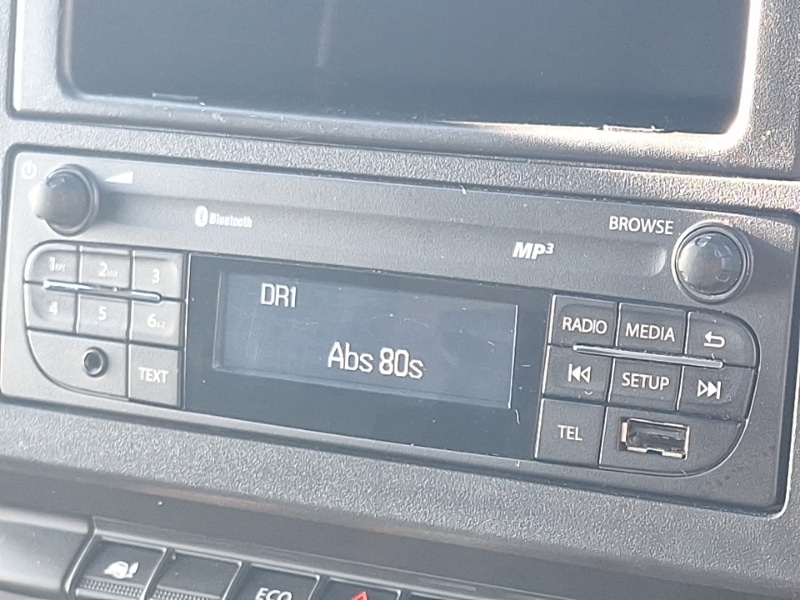 Bluetooth
MP3
BROWSE
1
2
3
4
5
6
TEXT
DR1
Abs 80s
RADIO
MEDIA
SETUP
TEL
ECO